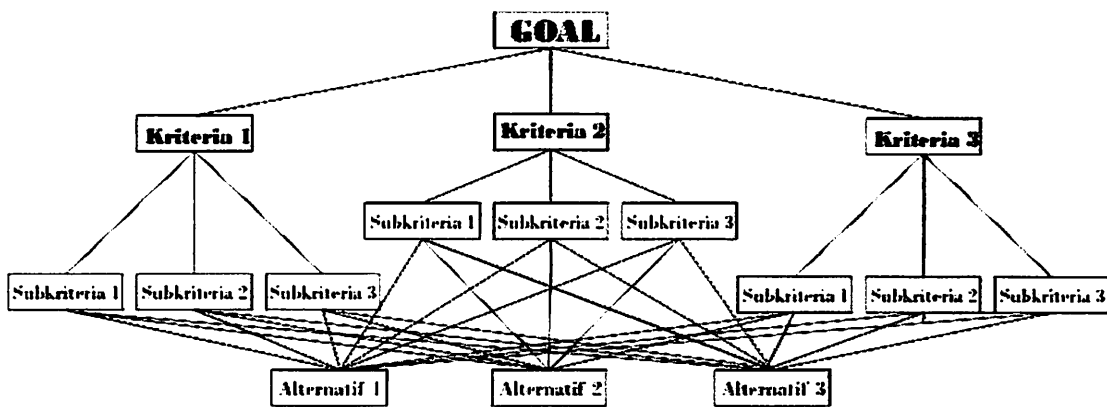 GOAL
Kriteria 1
Kriteria 2
Kriteria 3
Subkriteria 1
Subkriteria 2
Subkriteria 3
Subkriteria 1
Subkriteria 2
Subkriteria 3
Subkriteria 1
Subkriteria 2
Subkriteria 3
Alternatif 1
Alternatif 2
Alternatif 3